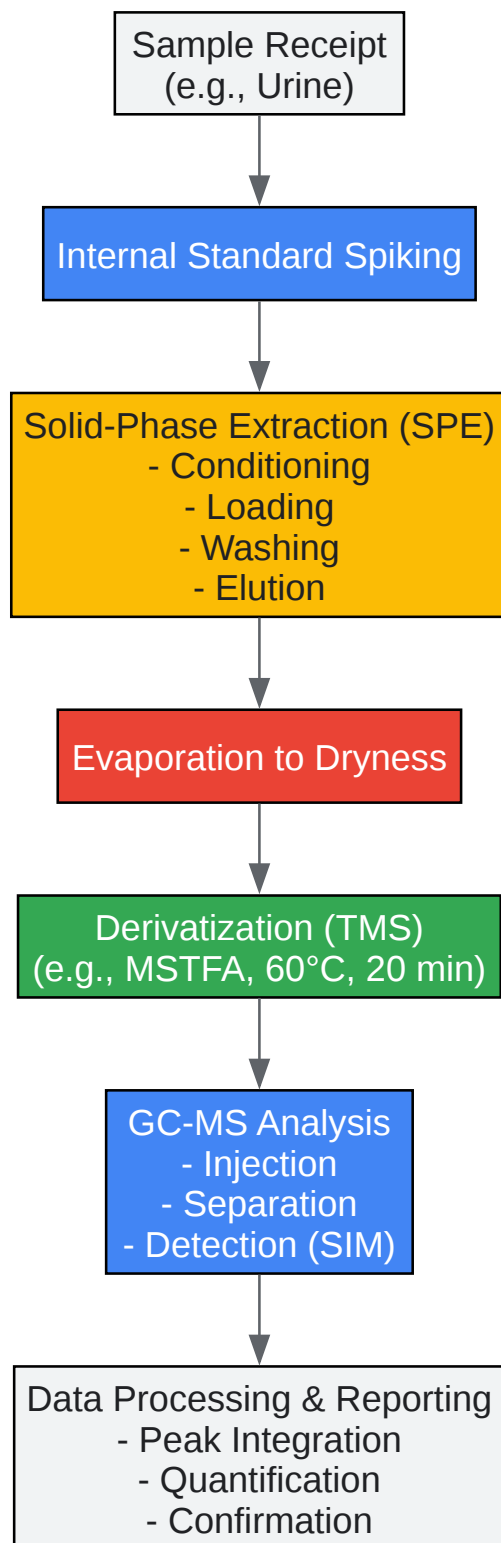 Sample Receipt
(e.g., Urine)
Internal Standard Spiking
Solid-Phase Extraction (SPE)
- Conditioning
- Loading
- Washing
- Elution
Evaporation to Dryness
Derivatization (TMS)
(e.g., MSTFA, 60°C, 20 min)
GC-MS Analysis
- Injection
- Separation
- Detection (SIM)
Data Processing & Reporting
- Peak Integration
- Quantification
- Confirmation